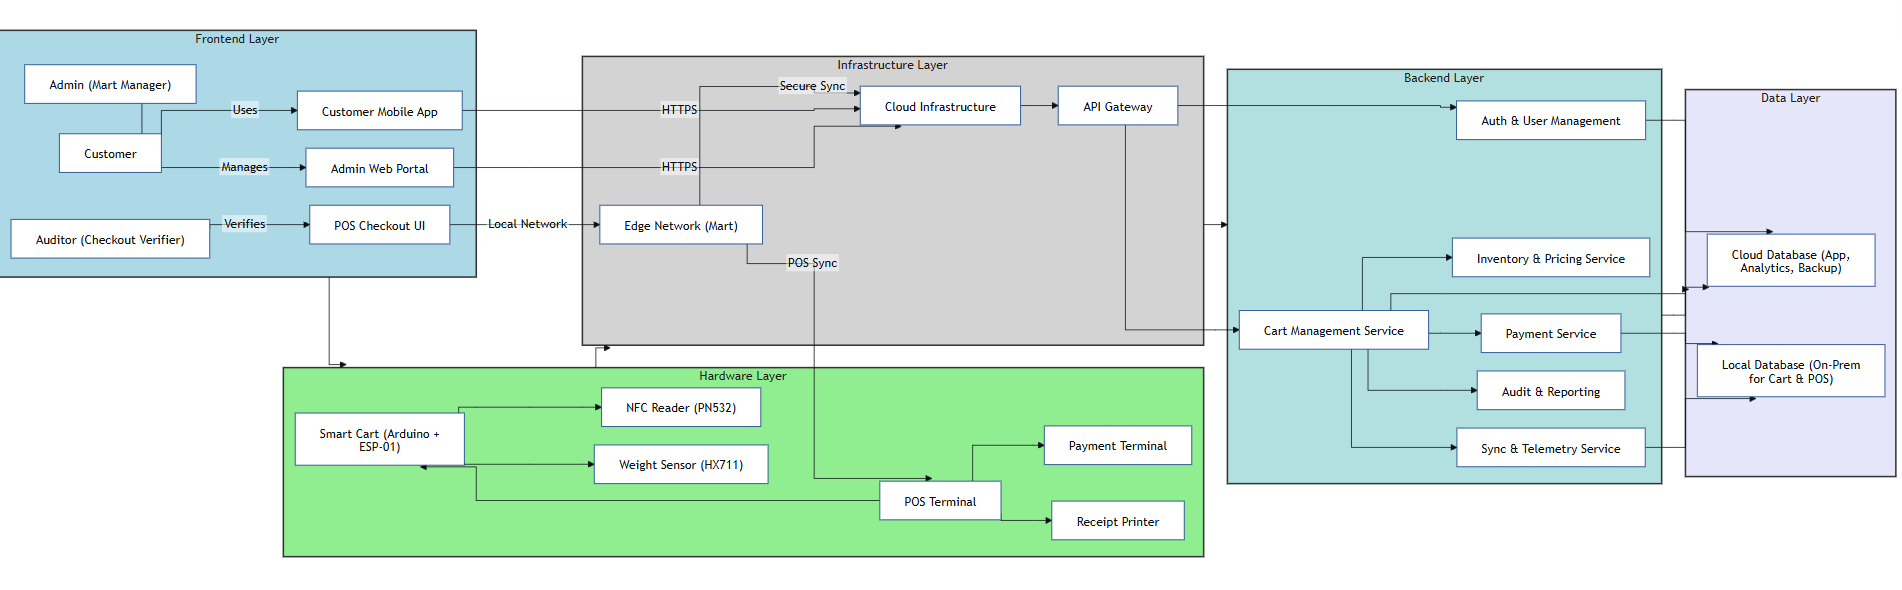 Frontend Layer
Admin (Mart Manager)
Uses
Customer Mobile App
Customer
Manages
Admin Web Portal
Auditor (Checkout Verifier)
Verifies
POS Checkout UI
Local Network
Infrastructure Layer
Secure Sync
HTTPS
HTTPS
Cloud Infrastructure
API Gateway
Edge Network (Mart)
POS Sync
Hardware Layer
NFC Reader (PN532)
Smart Cart (Arduino +
ESP-01)
Weight Sensor (HX711)
Payment Terminal
POS Terminal
Receipt Printer
Backend Layer
Auth & User Management
Inventory & Pricing Service
Cart Management Service
Payment Service
Audit & Reporting
Sync & Telemetry Service
Data Layer
Cloud Database (App,
Analytics, Backup)
Local Database (On-Prem
for Cart & POS)